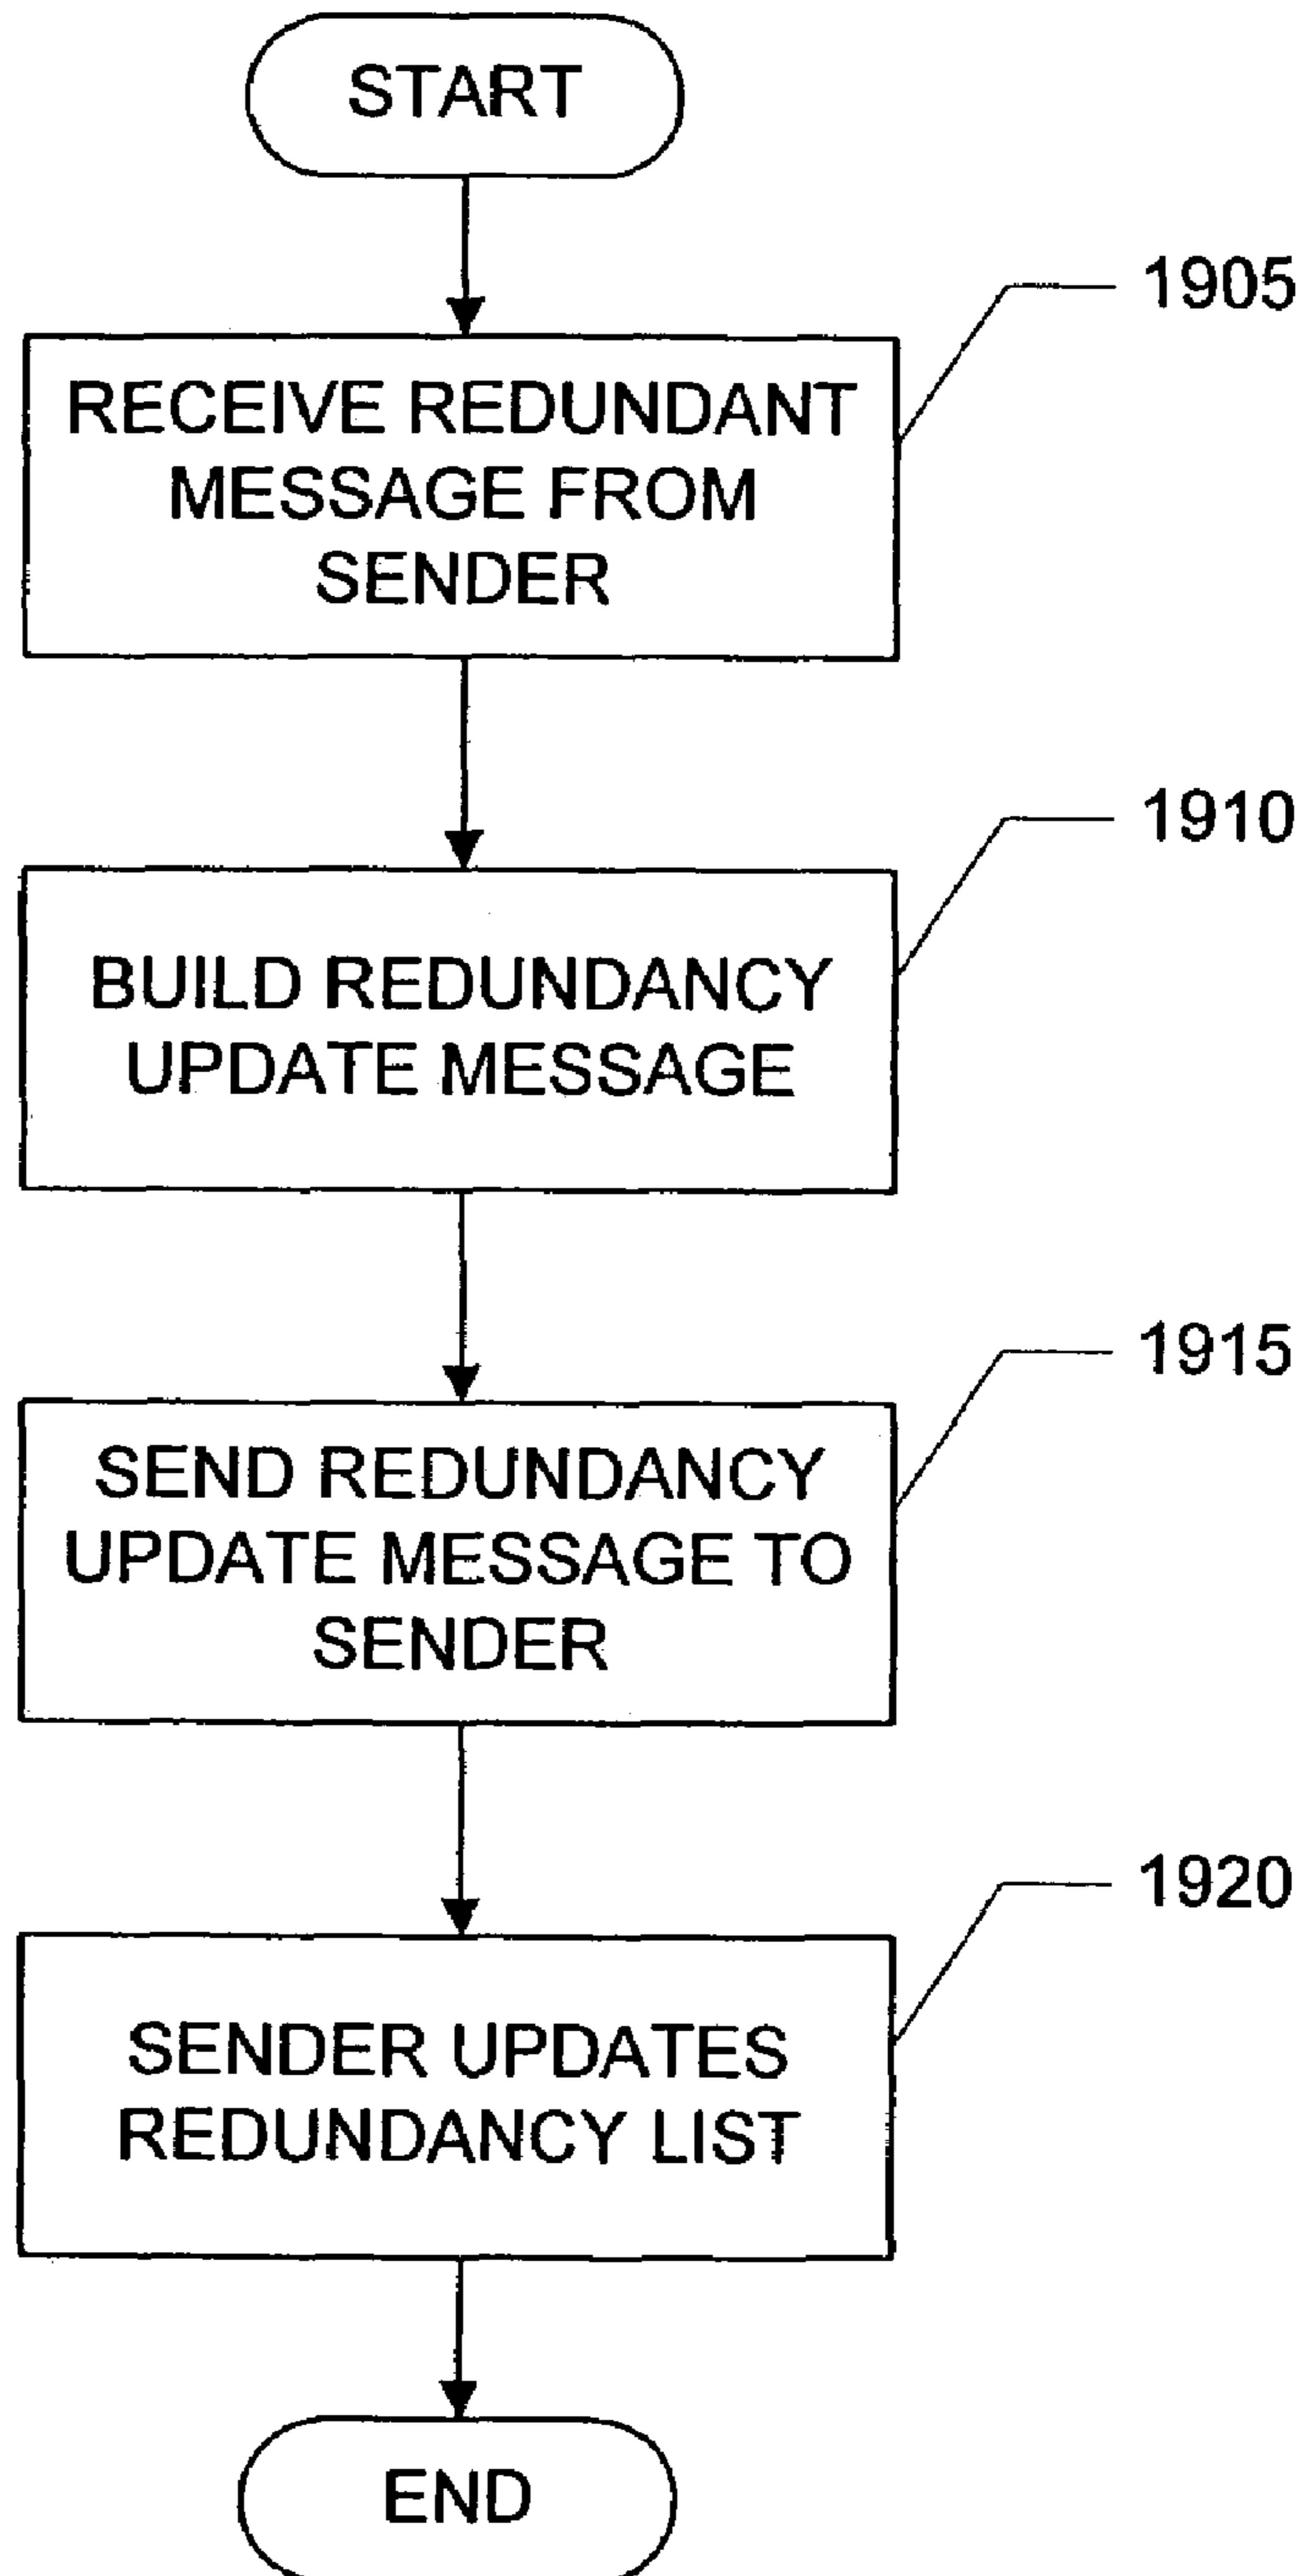 START
1905
RECEIVE REDUNDANT
MESSAGE FROM
SENDER
1910
BUILD REDUNDANCY
UPDATE MESSAGE
1915
SEND REDUNDANCY
UPDATE MESSAGE TO
SENDER
1920
SENDER UPDATES
REDUNDANCY LIST
END